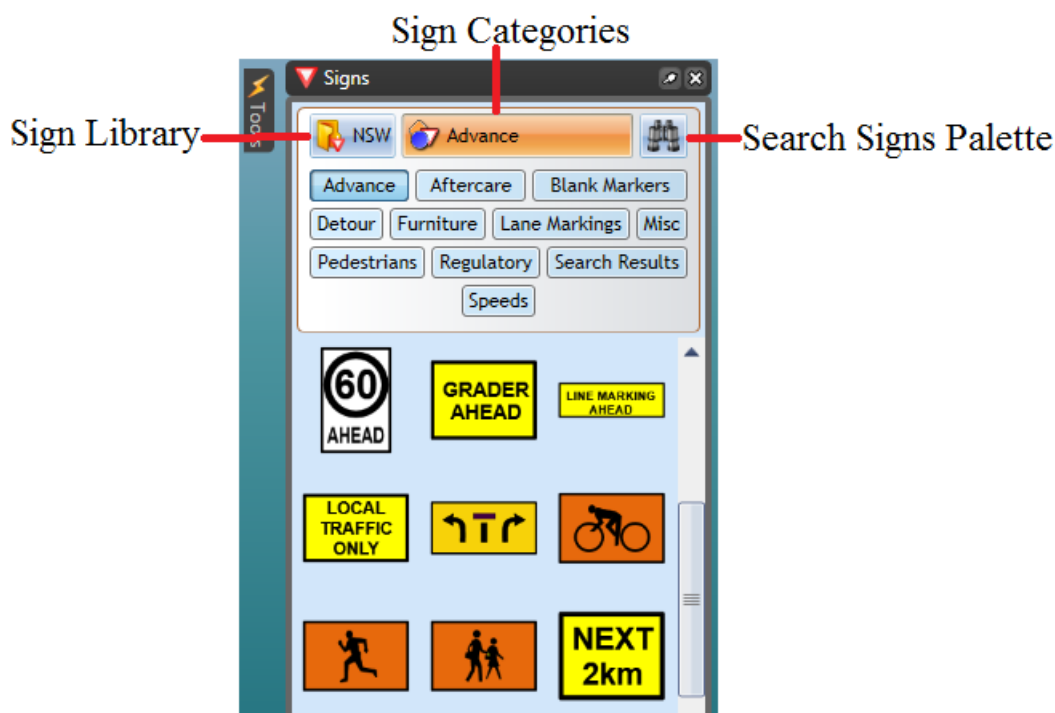 Sign Categories
Signs
Tools
Sign Library
NSW
Advance
Search Signs Palette
Advance
Aftercare
Blank Markers
Detour
Furniture
Lane Markings
Misc
Pedestrians
Regulatory
Search Results
Speeds
60
AHEAD
GRADER
AHEAD
LINE MARKING
AHEAD
LOCAL
TRAFFIC
ONLY
NEXT
2km